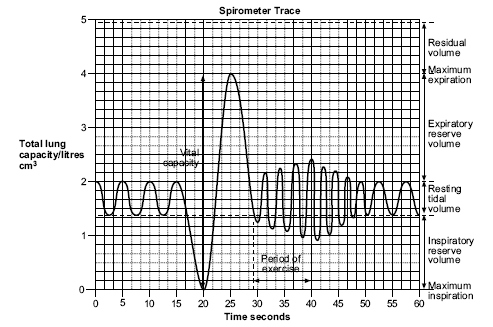 Spirometer Trace
5
4
3
2
1
0
Total lung
capacity/litres
cm3
Vital
capacity
Period of
exercise
Residual
volume
Maximum
expiration
Expiratory
reserve
volume
Resting
tidal
volume
Inspiratory
reserve
volume
Maximum
inspiration
0 5 10 15 20 25 30 35 40 45 50 55 60
Time seconds